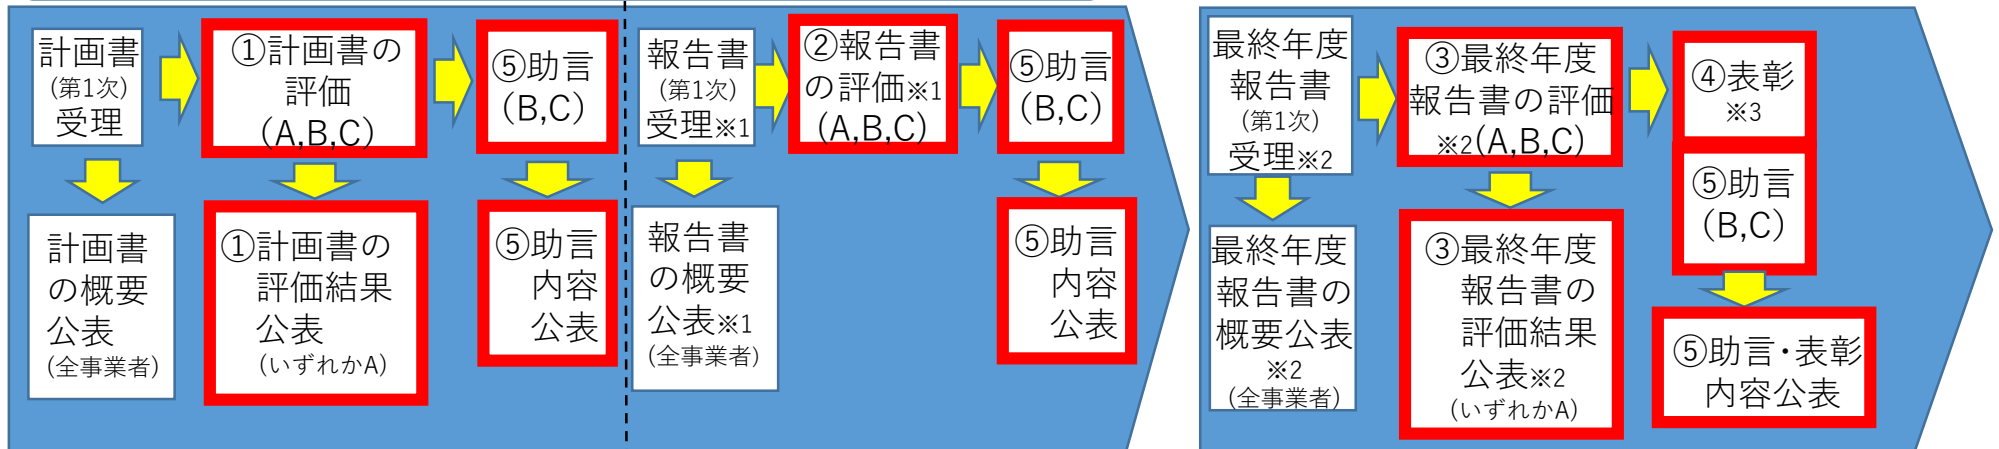 計画書
(第1次)
受理
①計画書の
評価
(A,B,C)
⑤助言
(B,C)
報告書
(第1次)
受理※1
②報告書
の評価※1
(A,B,C)
⑤助言
(B,C)
計画書
の概要
公表
(全事業者)
①計画書の
評価結果
公表
(いずれかA)
⑤助言
内容
公表
報告書
の概要
公表※1
(全事業者)
⑤助言
内容
公表
最終年度
報告書
(第1次)
受理※2
③最終年度
報告書の評価
※2(A,B,C)
④表彰
※3
⑤助言
(B,C)
最終年度
報告書の
概要公表
※2
(全事業者)
③最終年度
報告書の
評価結果
公表※2
(いずれかA)
⑤助言・表彰
内容公表